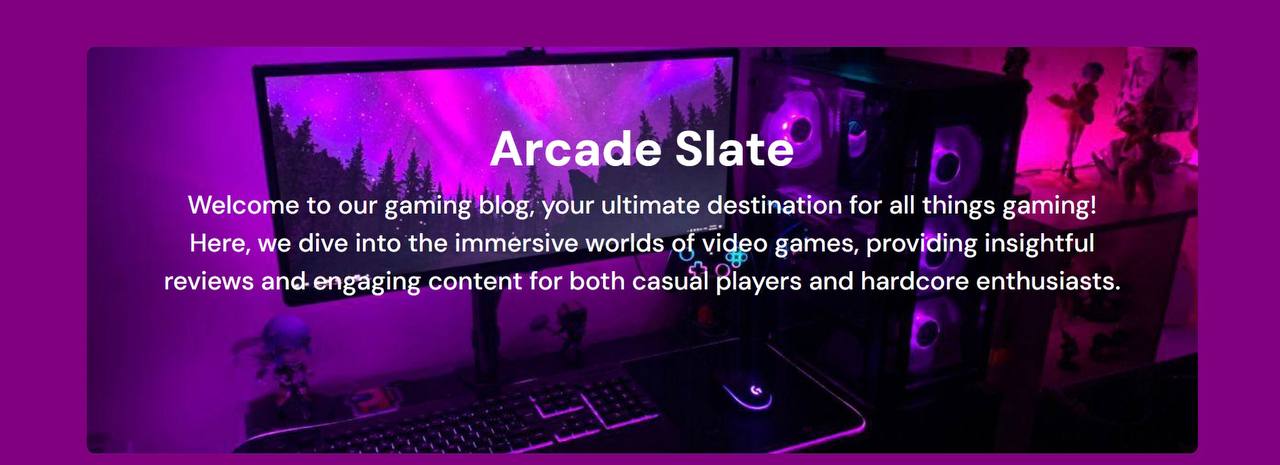 Arcade Slate
Welcome to our gaming blog, your ultimate destination for all things gaming!
Here, we dive into the immersive worlds of video games, providing insightful
reviews and engaging content for both casual players and hardcore enthusiasts.